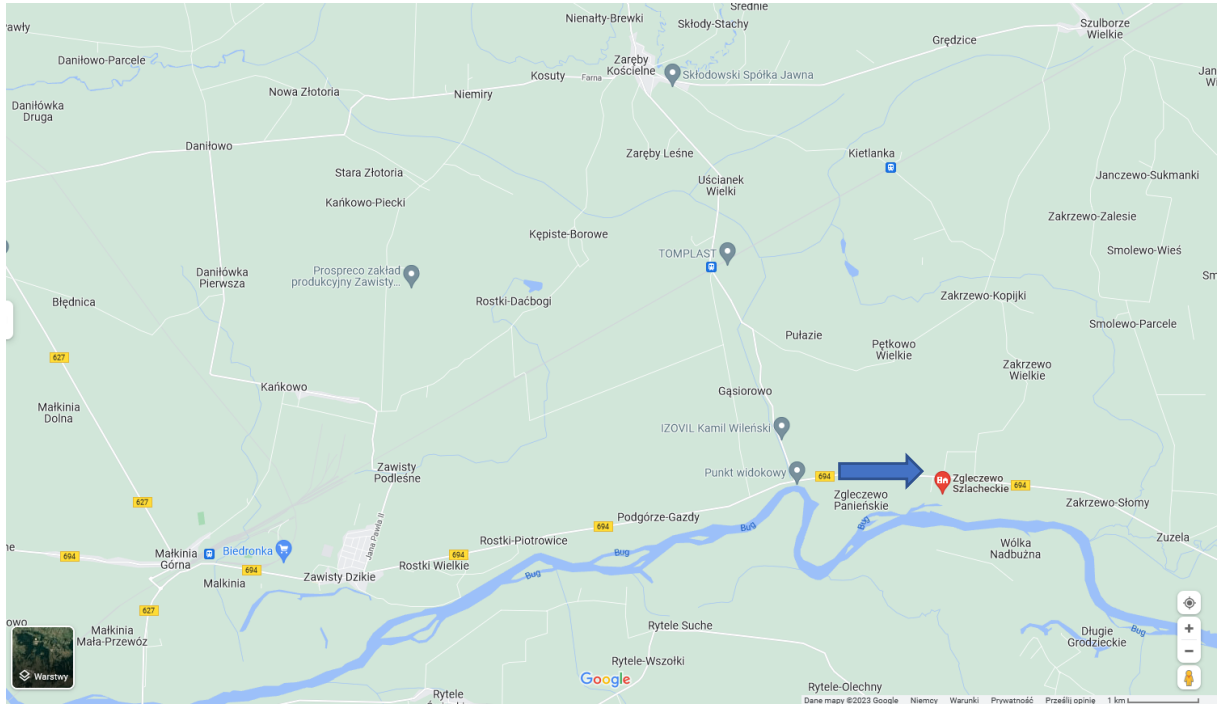 Nienałty-Brewki
Średnie
Skłody-Stachy
Szulborze
Wielkie
Grędzice
Daniłowo-Parcele
Zaręby
Kościelne
Kosuty
Farna
Skłodowski Spółka Jawna
Nowa Złotoria
Niemiry
Daniłówka
Druga
Daniłowo
Zaręby Leśne
Kietlanka
Stara Złotoria
Uścianek
Wielki
Janczewo-Sukmanki
Kańkowo-Piecki
Zakrzewo-Zalesie
Kępiste-Borowe
TOMPLAST
Smolewo-Wieś
Daniłówka
Pierwsza
Prospreco zakład
produkcyjny Zawisty...
Błędnica
Rostki-Daćbogi
Zakrzewo-Kopijki
Smolewo-Parcele
Pułazie
Pętkowo
Wielkie
627
Zakrzewo
Wielkie
Kańkowo
Gąsiorowo
Małkinia
Dolna
IZOVIL Kamil Wileński
Zawisty
Podleśne
Punkt widokowy
694
Zgleczewo
Szlacheckie
694
Zgleczewo
Panieńskie
Zakrzewo-Słomy
Podgórze-Gazdy
Jana Pawła II
694
Bug
Bug
Rostki-Piotrowice
Wólka
Nadbużna
Zuzela
694
Małkinia
Górna
Biedronka
694
Bug
694
Rostki Wielkie
Małkinia
Zawisty Dzikie
Bug
627
Małkinia
Mała-Przewóz
Rytele Suche
Długie
Grodzieckie
Bug
Rytele-Wszołki
Warstwy
Google
Rytele
Rytele-Olechny
Dane mapy ©2023 Google Niemcy Warunki Prywatność Prześlij opinię 1 km